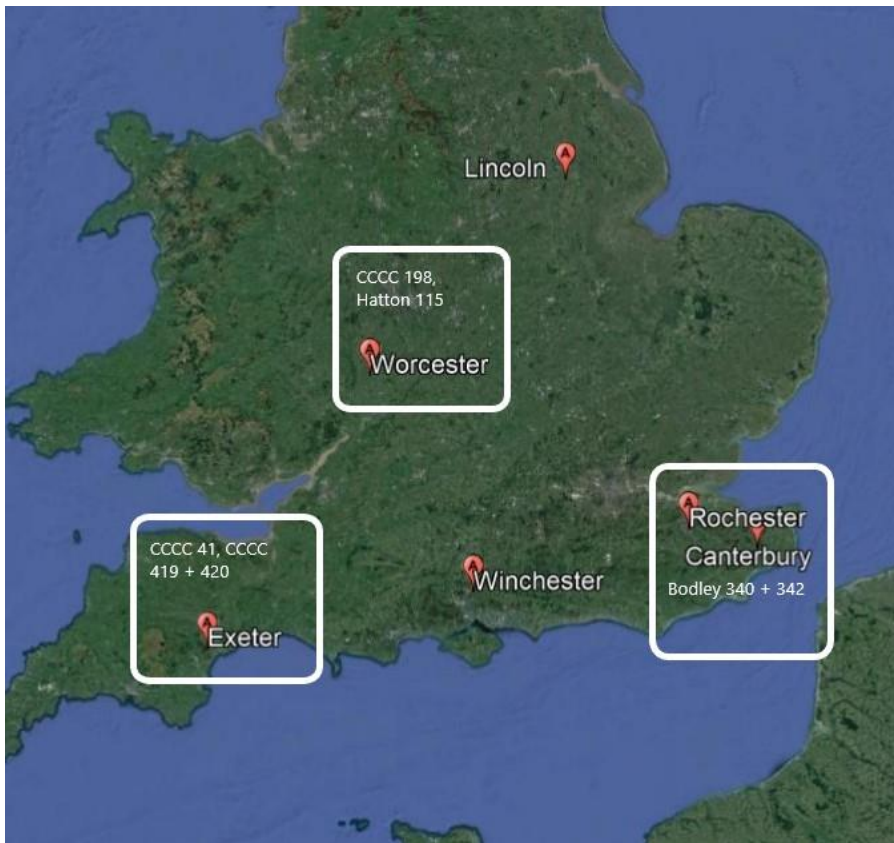 Lincoln
CCCC 198,
Hatton 115
Worcester
Rochester
Canterbury
Bodley 340 + 342
CCCC 41, CCCC
419 + 420
Exeter
Winchester